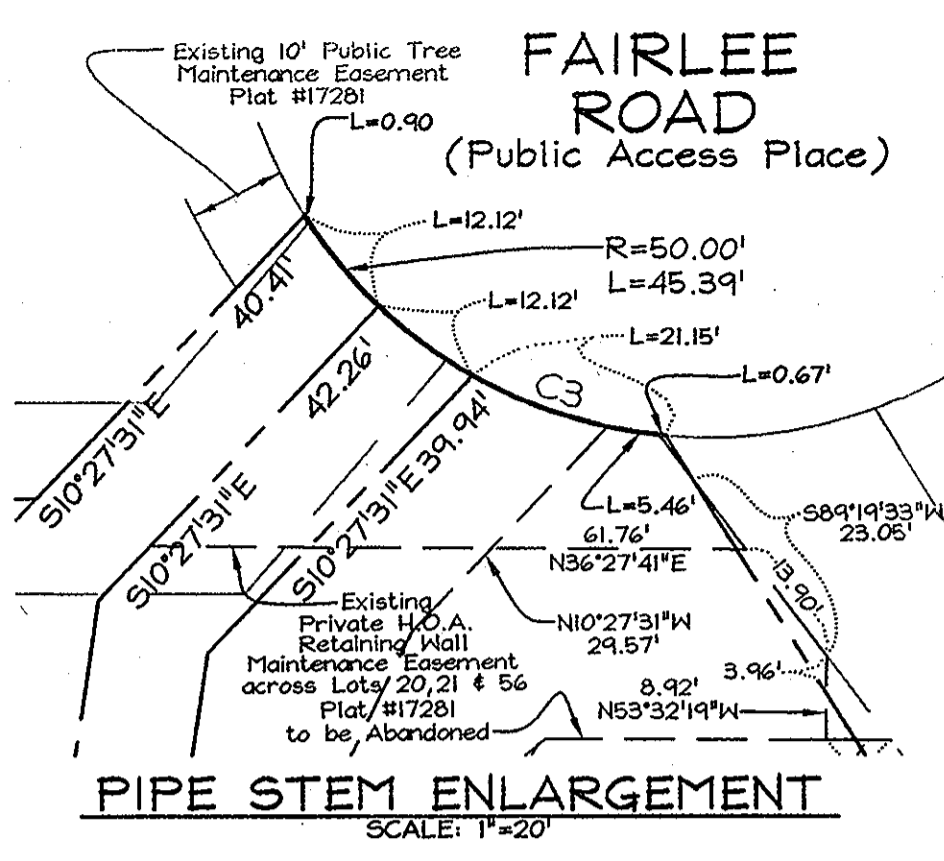 Existing 10' Public Tree
Maintenance Easement
Plat #17281
FAIRLEE
ROAD
(Public Access Place)
L=0.90
L=12.12'
R=50.00'
L=45.39'
L=12.12'
L=21.15'
L=0.67'
C3
40.41'
S10°27'31"E
42.26'
S10°27'31"E
S10°27'31"E 39.94'
L=5.46'
61.76'
N36°27'41"E
S89°19'33"W
23.05'
13.90'
Existing
Private H.O.A.
Retaining Wall
Maintenance Easement
across Lots 20,21 & 56
Plat #17281
to be Abandoned
N10°27'31"W
29.57'
3.96'
8.92'
N53°32'19"W
PIPE STEM ENLARGEMENT
SCALE: 1"=20'